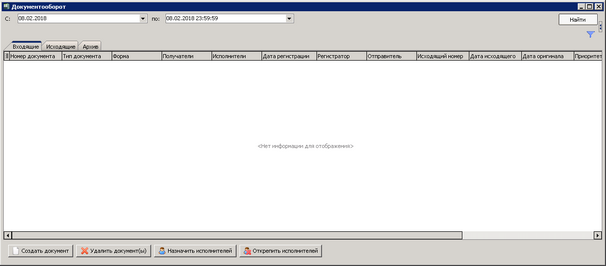 Документооборот
С: 08.02.2018 по: 08.02.2018 23:59:59 Найти
Входящие Исходящие Архив
Номер документа Тип документа Форма Получатели Исполнители Дата регистрации Регистратор Отправитель Исходящий номер Дата исходящего Дата оригинала Приоритет
<Нет информации для отображения>
Создать документ Удалить документ(ы) Назначить исполнителей Открепить исполнителей